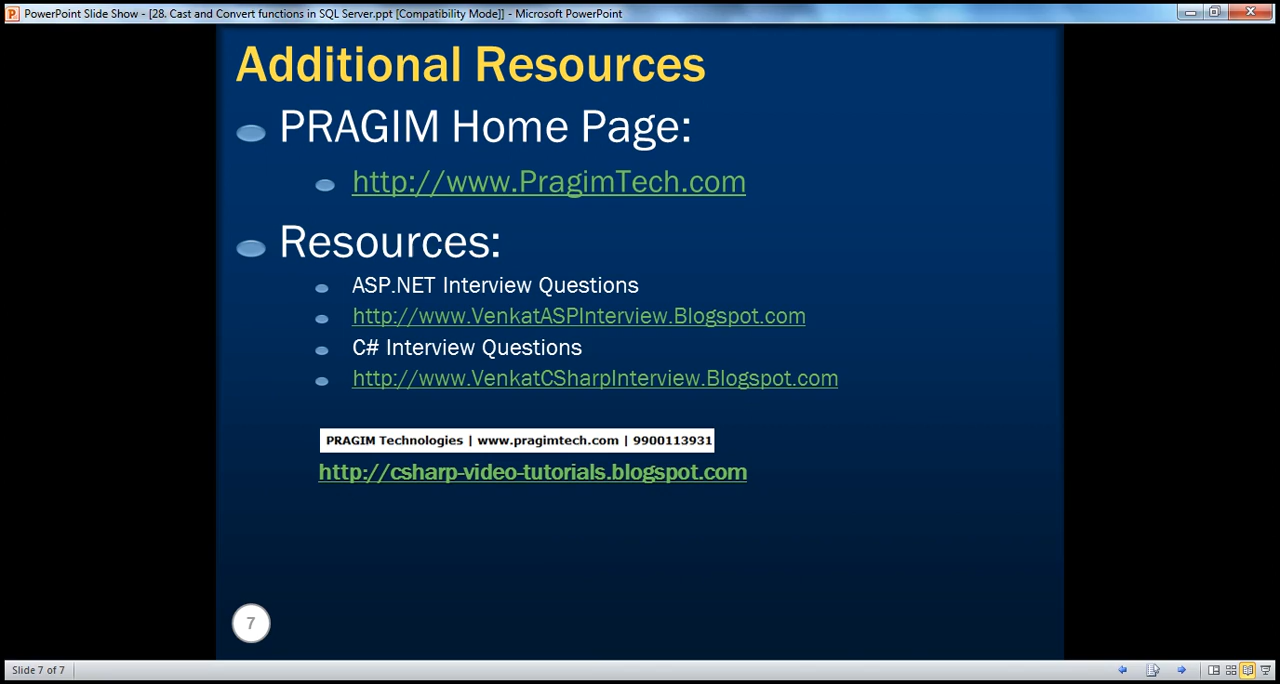 PowerPoint Slide Show - [28. Cast and Convert functions in SQL Server.ppt [Compatibility Mode]] - Microsoft PowerPoint
Additional Resources
PRAGIM Home Page:
http://www.PragimTech.com
Resources:
ASP.NET Interview Questions
http://www.VenkatASPInterview.Blogspot.com
C# Interview Questions
http://www.VenkatCSharpInterview.Blogspot.com
PRAGIM Technologies | www.pragimtech.com | 9900113931
http://csharp-video-tutorials.blogspot.com
7
Slide 7 of 7